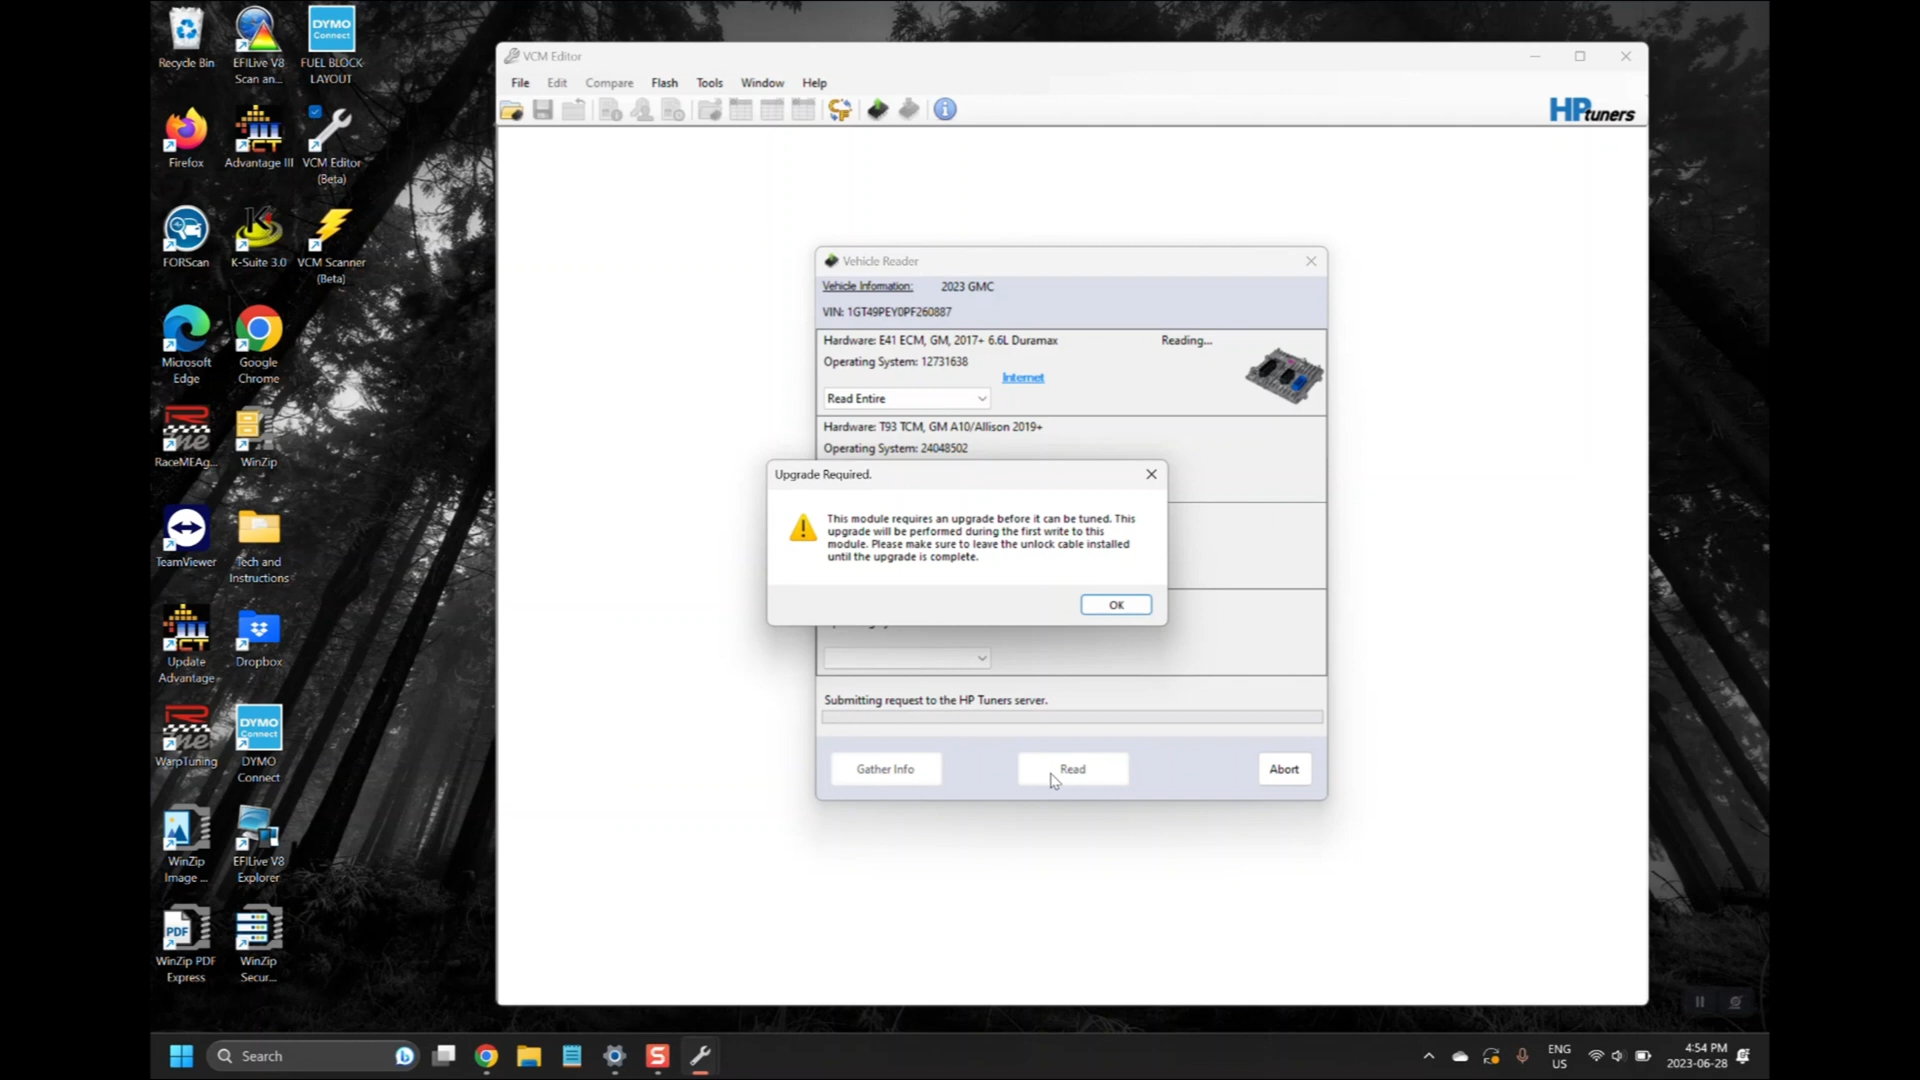 Recycle Bin
EFILive V8
Scan an...
DYMO
Connect
FUEL BLOCK
LAYOUT
Firefox
Advantage III
VCM Editor
(Beta)
FORScan
K-Suite 3.0
VCM Scanner
(Beta)
Microsoft
Edge
Google
Chrome
RaceMEAg...
WinZip
TeamViewer
Tech and
Instructions
Update
Advantage
Dropbox
WarpTuning
DYMO
Connect
DYMO
Connect
WinZip
Image ...
EFILive V8
Explorer
PDF
WinZip PDF
Express
WinZip
Secur...
VCM Editor
File Edit Compare Flash Tools Window Help
HPtuners
Vehicle Reader
Vehicle Information: 2023 GMC
VIN: 1GT49PEY0PF260887
Hardware: E41 ECM, GM, 2017+ 6.6L Duramax Reading...
Operating System: 12731638
Internet
Read Entire
Hardware: T93 TCM, GM A10/Allison 2019+
Operating System: 24048502
Upgrade Required.
This module requires an upgrade before it can be tuned. This
upgrade will be performed during the first write to this
module. Please make sure to leave the unlock cable installed
until the upgrade is complete.
OK
Submitting request to the HP Tuners server.
Gather Info Read Abort
Search
ENG
US
4:54 PM
2023-06-28